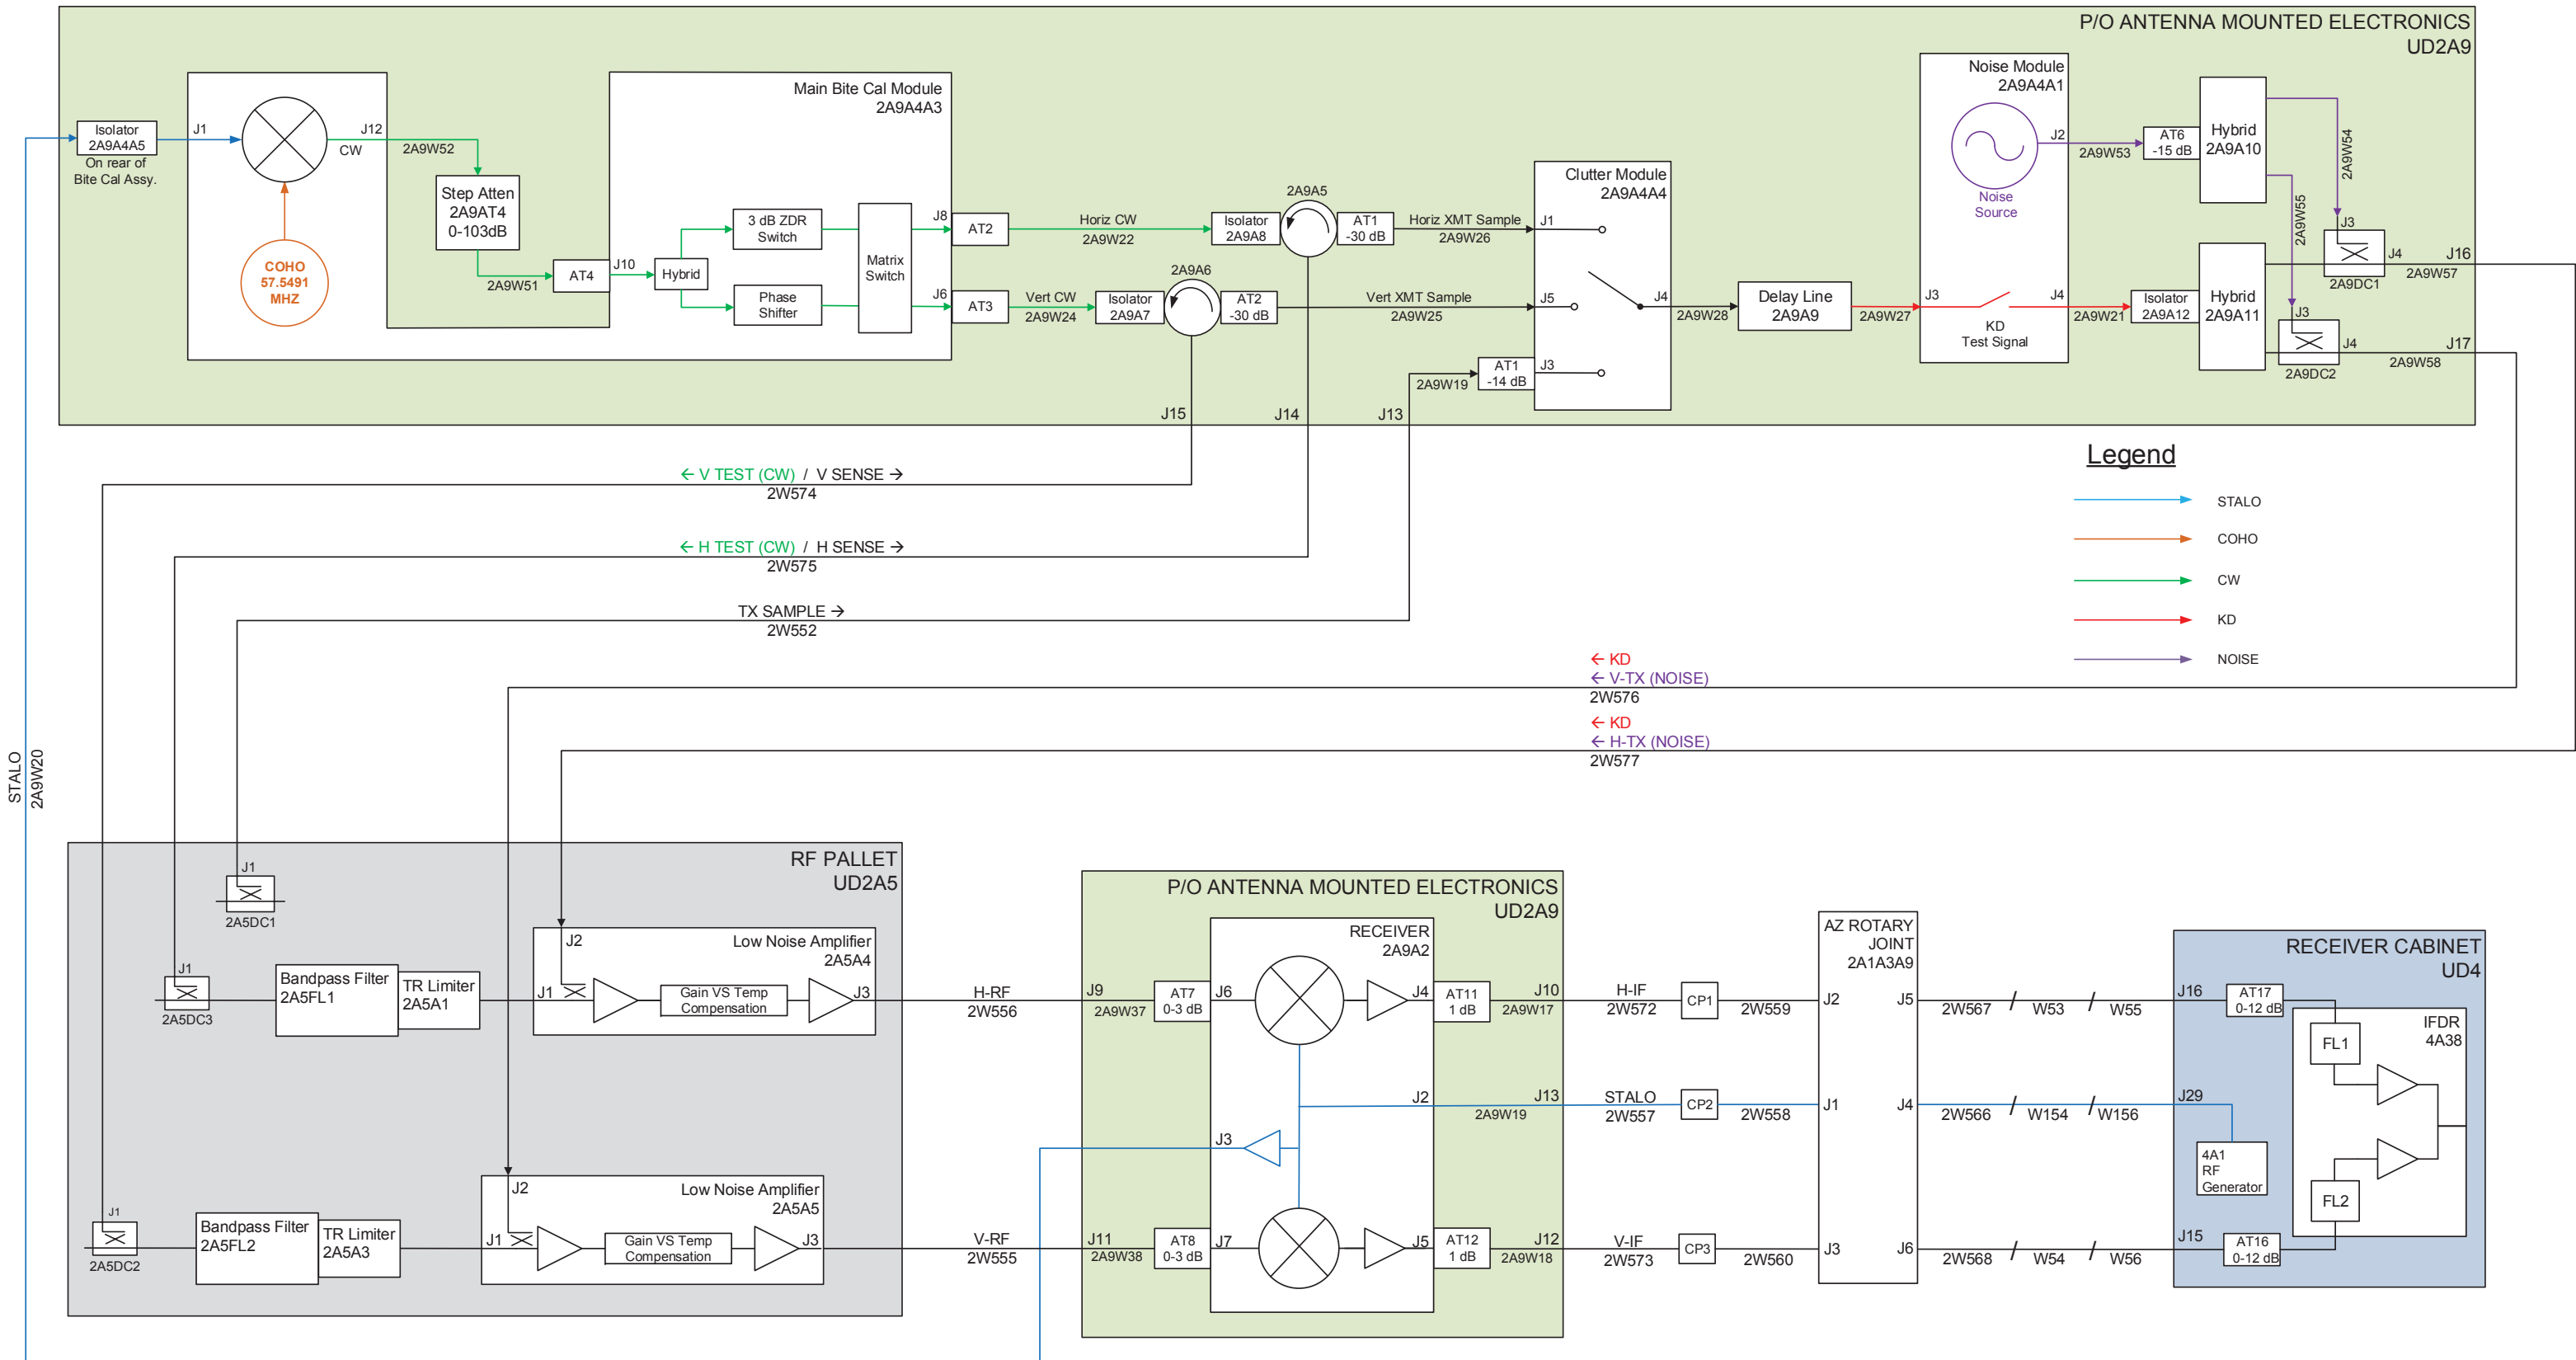 P/O ANTENNA MOUNTED ELECTRONICS
UD2A9
Isolator
2A9A4A5
On rear of
Bite Cal Assy.
J1
J12
CW
COHO
57.5491
MHZ
2A9W52
Step Atten
2A9AT4
0-103dB
2A9W51
AT4
J10
Main Bite Cal Module
2A9A4A3
Hybrid
3 dB ZDR
Switch
Phase
Shifter
Matrix
Switch
J8
J6
AT2
AT3
Horiz CW
2A9W22
Vert CW
2A9W24
Isolator
2A9A8
2A9A5
AT1
-30 dB
Horiz XMT Sample
2A9W26
Isolator
2A9A7
2A9A6
AT2
-30 dB
Vert XMT Sample
2A9W25
2A9W19
AT1
-14 dB
Clutter Module
2A9A4A4
J1
J5
J3
J4
2A9W28
Delay Line
2A9A9
2A9W27
Noise Module
2A9A4A1
Noise
Source
J2
J3
J4
KD
Test Signal
2A9W53
AT6
-15 dB
Hybrid
2A9A10
2A9W54
2A9W55
2A9W21
Isolator
2A9A12
Hybrid
2A9A11
J3
J4
2A9DC1
J3
J4
2A9DC2
J16
2A9W57
J17
2A9W58
J15
J14
J13
Legend
STALO
COHO
CW
KD
NOISE
← V TEST (CW) / V SENSE →
2W574
← H TEST (CW) / H SENSE →
2W575
TX SAMPLE →
2W552
← KD
← V-TX (NOISE)
2W576
← KD
← H-TX (NOISE)
2W577
STALO
2A9W20
RF PALLET
UD2A5
J1
2A5DC1
J1
2A5DC3
Bandpass Filter
2A5FL1
TR Limiter
2A5A1
Low Noise Amplifier
2A5A4
J2
J1
Gain VS Temp
Compensation
J3
J1
2A5DC2
Bandpass Filter
2A5FL2
TR Limiter
2A5A3
Low Noise Amplifier
2A5A5
J2
J1
Gain VS Temp
Compensation
J3
H-RF
2W556
V-RF
2W555
P/O ANTENNA MOUNTED ELECTRONICS
UD2A9
RECEIVER
2A9A2
J9
2A9W37
AT7
0-3 dB
J6
J4
AT11
1 dB
J10
2A9W17
J2
J13
2A9W19
J3
J11
2A9W38
AT8
0-3 dB
J7
J5
AT12
1 dB
J12
2A9W18
H-IF
2W572
CP1
2W559
STALO
2W557
CP2
2W558
V-IF
2W573
CP3
2W560
AZ ROTARY
JOINT
2A1A3A9
J2
J5
J1
J4
J3
J6
2W567 / W53 / W55
2W566 / W154 / W156
2W568 / W54 / W56
RECEIVER CABINET
UD4
J16
AT17
0-12 dB
IFDR
4A38
FL1
J29
4A1
RF
Generator
FL2
J15
AT16
0-12 dB